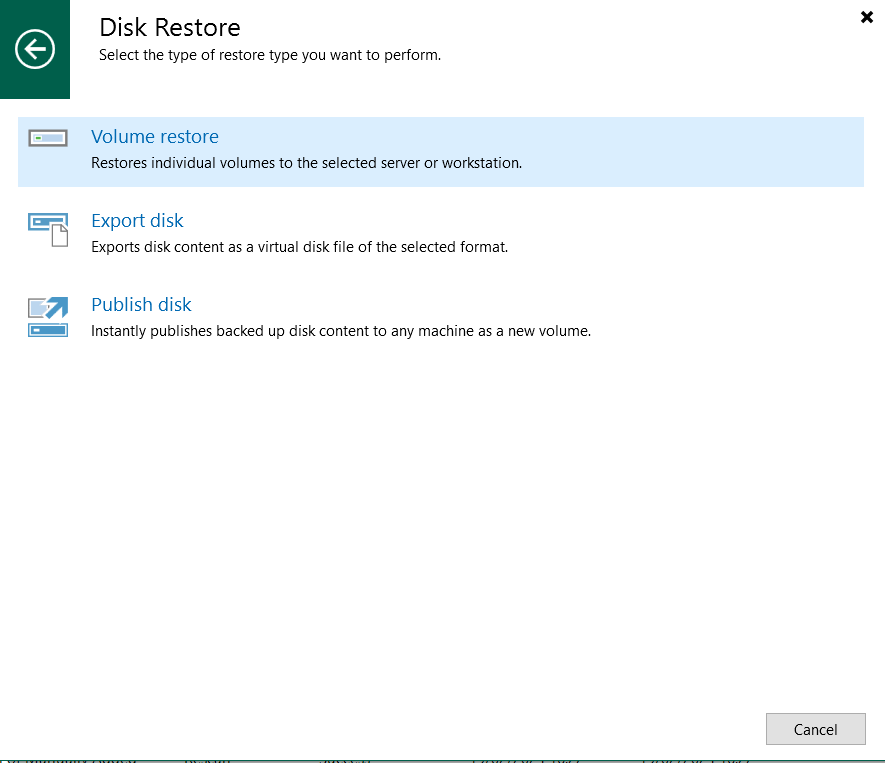 Disk Restore
Select the type of restore type you want to perform.
Volume restore
Restores individual volumes to the selected server or workstation.
Export disk
Exports disk content as a virtual disk file of the selected format.
Publish disk
Instantly publishes backed up disk content to any machine as a new volume.
Cancel